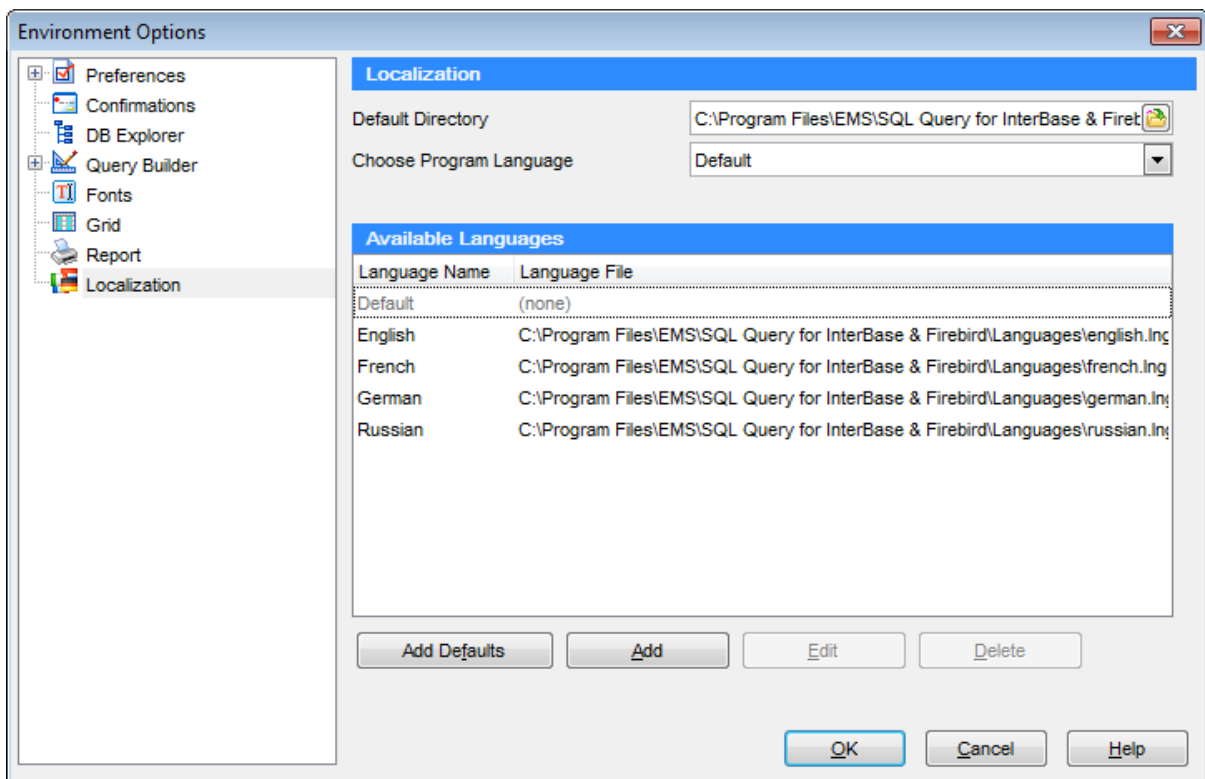 Environment Options
Preferences
Confirmations
DB Explorer
Query Builder
Fonts
Grid
Report
Localization
Localization
Default Directory
C:\Program Files\EMS\SQL Query for InterBase & Fireb
Choose Program Language
Default
Available Languages
Language Name Language File
Default (none)
English C:\Program Files\EMS\SQL Query for InterBase & Firebird\Languages\english.lng
French C:\Program Files\EMS\SQL Query for InterBase & Firebird\Languages\french.lng
German C:\Program Files\EMS\SQL Query for InterBase & Firebird\Languages\german.lng
Russian C:\Program Files\EMS\SQL Query for InterBase & Firebird\Languages\russian.lng
Add Defaults Add Edit Delete
OK Cancel Help